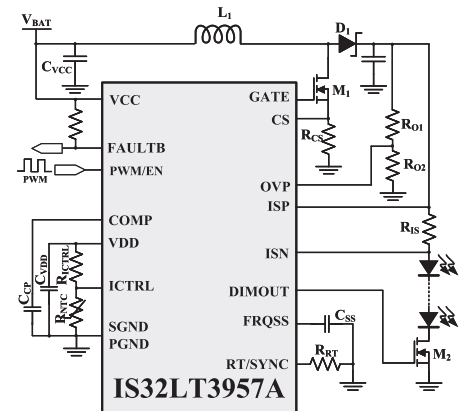 L1
VBAT
D1
CVCC
M1
VCC
GATE
CS
RCS
RO1
FAULTB
PWM
PWM/EN
RO2
OVP
ISP
COMP
RIS
VDD
ISN
CCP
CVDD
RICTRL
ICTRL
DIMOUT
RNTC
FRQSS
CSS
SGND
PGND
M2
RT/SYNC
RRT
IS32LT3957A